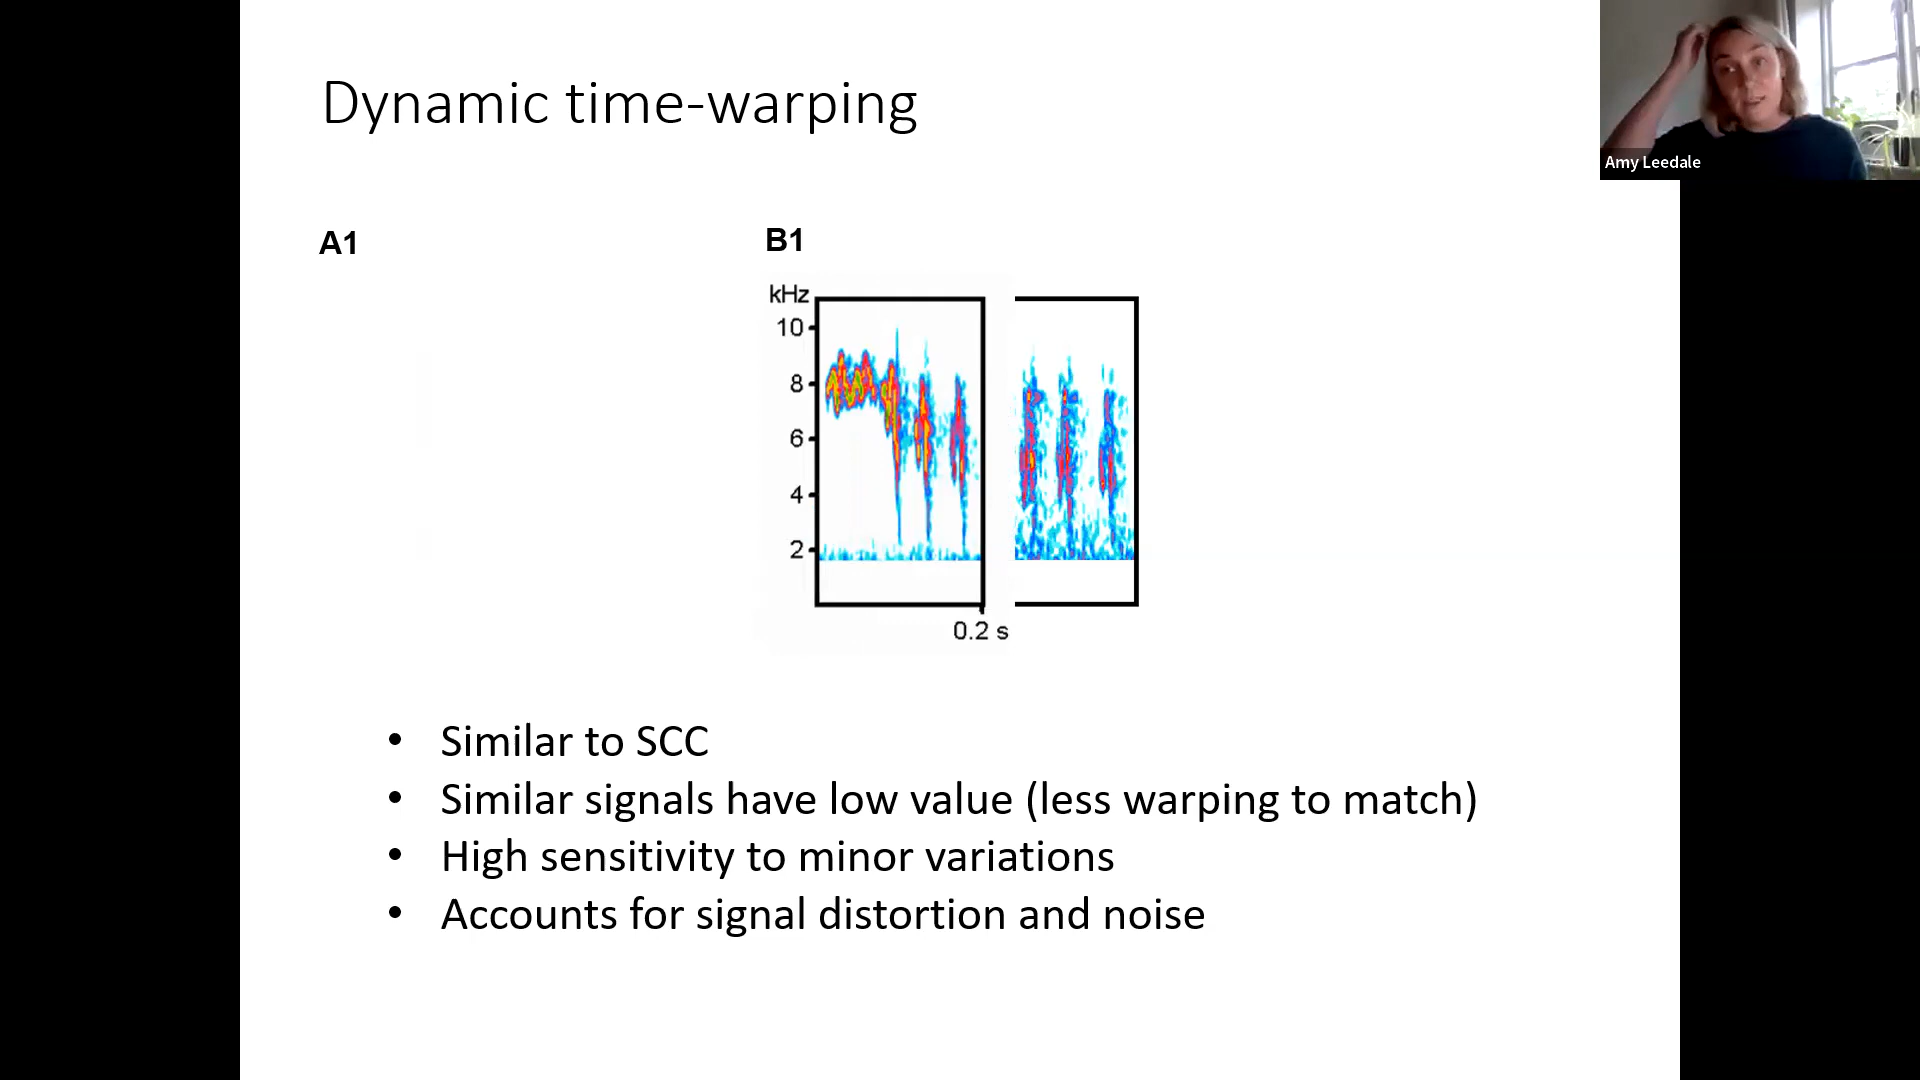 Dynamic time-warping
Amy Leedale
A1
B1
kHz
10
8
6
4
2
0.2 s
• Similar to SCC
• Similar signals have low value (less warping to match)
• High sensitivity to minor variations
• Accounts for signal distortion and noise